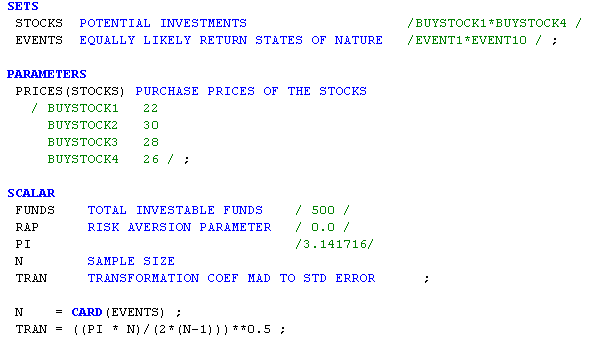 SETS
STOCKS POTENTIAL INVESTMENTS /BUYSTOCK1*BUYSTOCK4 /
EVENTS EQUALLY LIKELY RETURN STATES OF NATURE /EVENT1*EVENT10 / ;
PARAMETERS
PRICES(STOCKS) PURCHASE PRICES OF THE STOCKS
/ BUYSTOCK1 22
BUYSTOCK2 30
BUYSTOCK3 28
BUYSTOCK4 26 / ;
SCALAR
FUNDS TOTAL INVESTABLE FUNDS / 500 /
RAP RISK AVERSION PARAMETER / 0.0 /
PI /3.141716/
N SAMPLE SIZE
TRAN TRANSFORMATION COEF MAD TO STD ERROR ;
N = CARD(EVENTS) ;
TRAN = ((PI * N)/(2*(N-1)))**0.5 ;